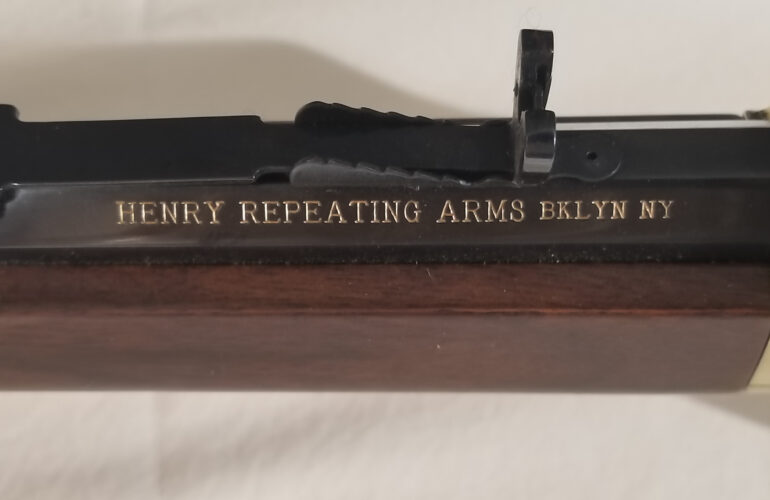 HENRY REPEATING ARMS BKLYN NY